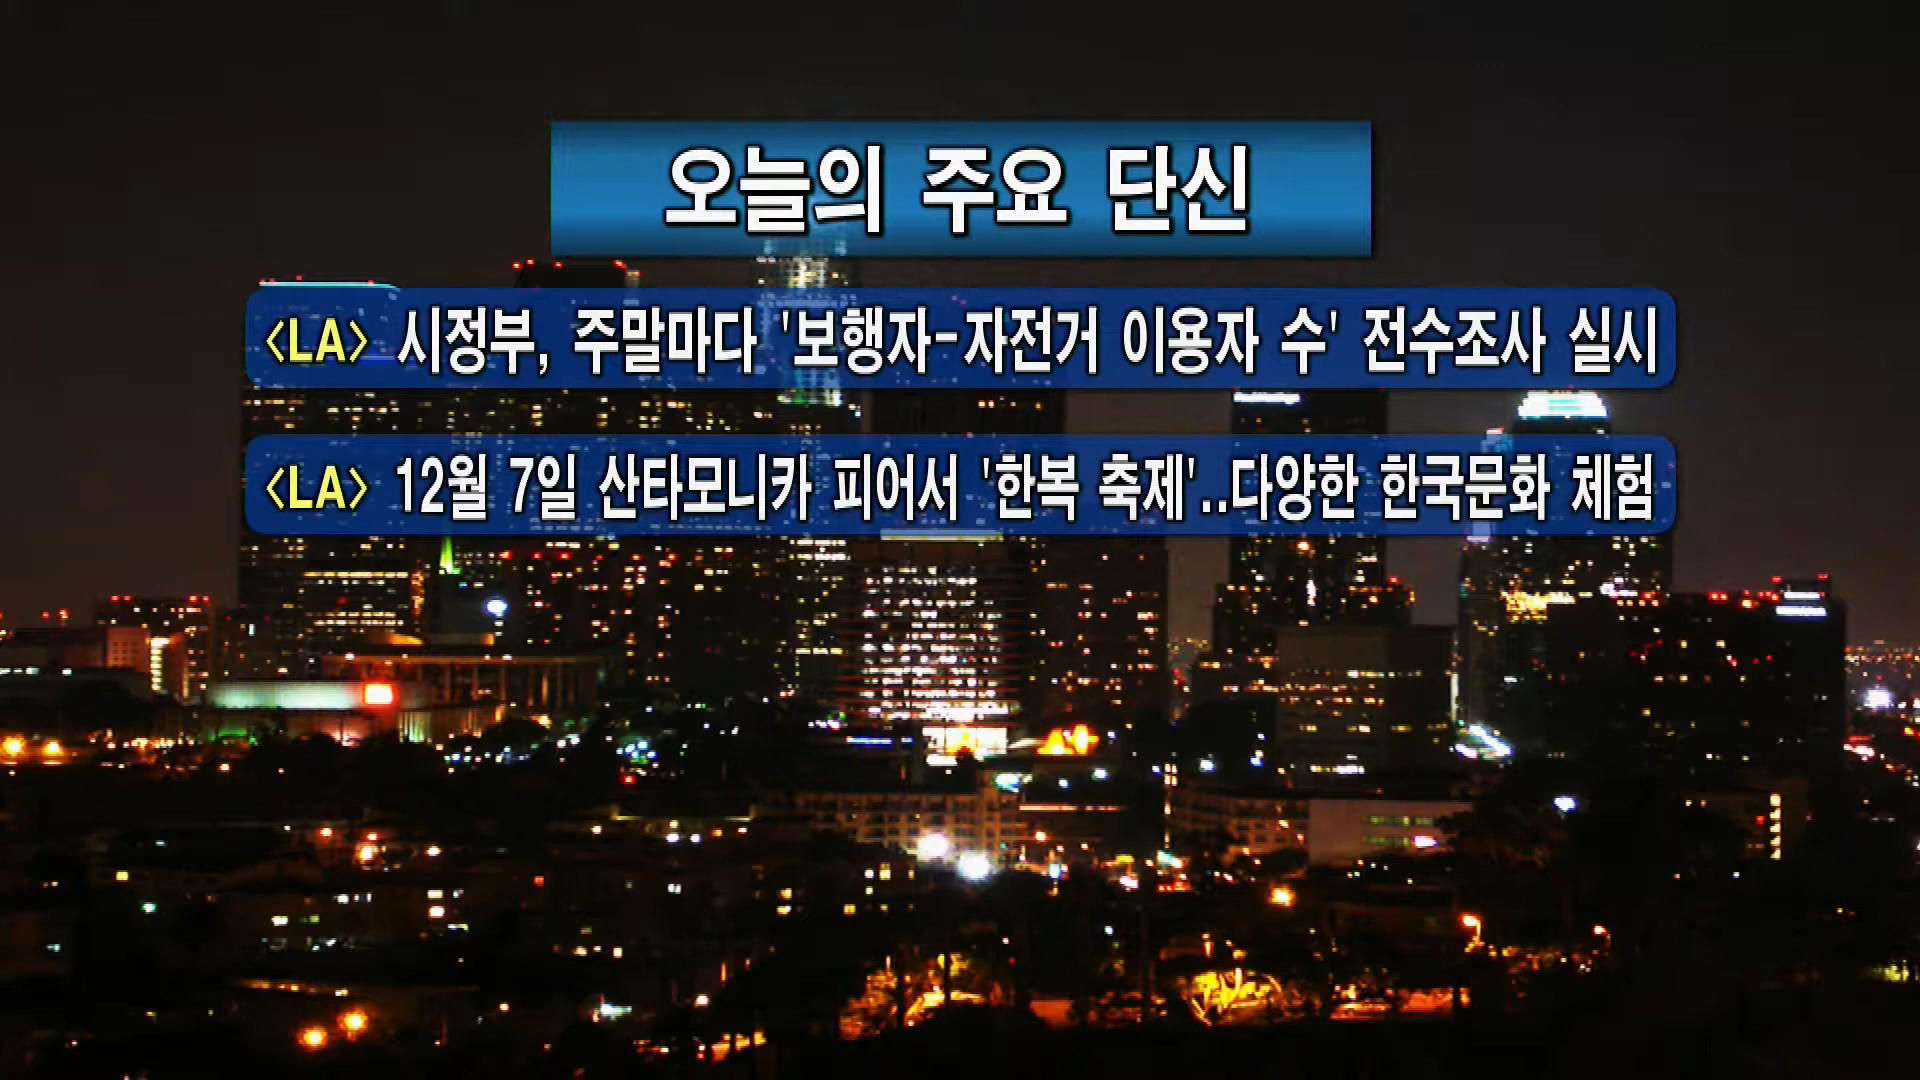 오늘의 주요 단신
<LA> 시정부, 주말마다 '보행자-자전거 이용자 수' 전수조사 실시
<LA> 12월 7일 산타모니카 피어서 '한복 축제'..다양한 한국문화 체험